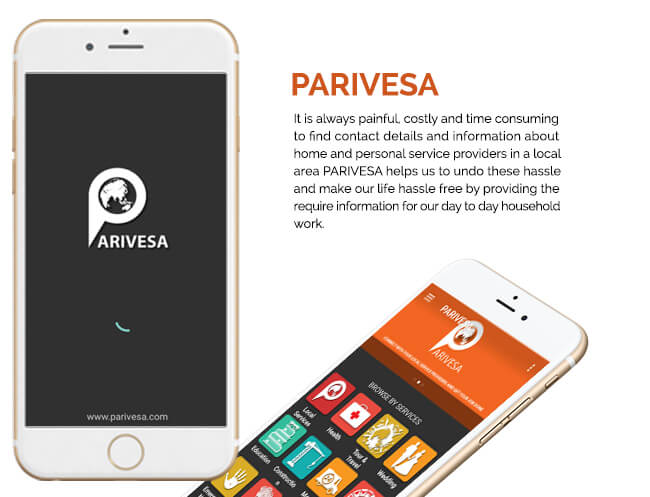 PARIVESA
It is always painful, costly and time consuming
to find contact details and information about
home and personal service providers in a local
area PARIVESA helps us to undo these hassle
and make our life hassle free by providing the
require information for our day to day household
work.
ARIVESA
www.parivesa.com
PARIVESA
ARIVESA
BROWSE BY SERVICES
Local
Services
Health
Tour &
Travel
Wedding
Education
Constructio
n